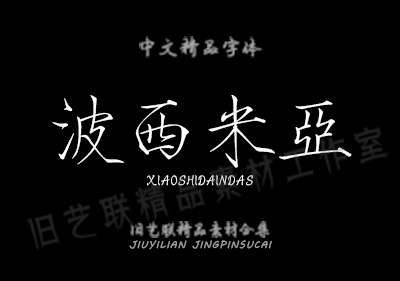 中文精品字体
波西米亞
XIAOSHIDAINDAS
旧艺联精品素材工作室
旧艺联精品素材合集
JIUYILIAN JINGPINSUCAI